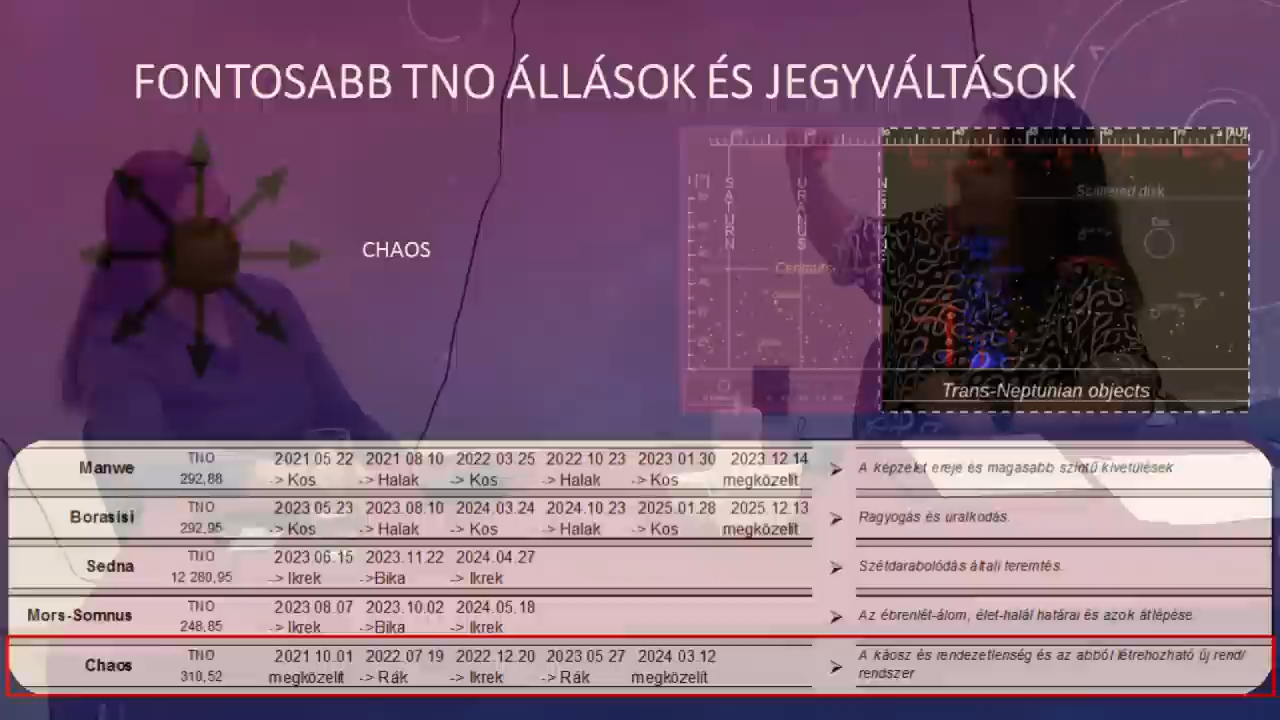 FONTOSABB TNO ÁLLÁSOK ÉS JEGYVÁLTÁSOK
CHAOS
SATURN
URANUS
Scattered disk
Centaurs
Trans-Neptunian objects
Manwe TNO 292,88 2021 05 22 -> Kos 2021 08 10 -> Halak 2022 03 25 -> Kos 2022 10 23 -> Halak 2023 01 30 -> Kos 2023 12 14 megközelít
A képzelet ereje és magasabb szintű kivetülések
Borasisi TNO 292,95 2023 05.23 -> Kos 2023.08.10 -> Halak 2024.03.24 -> Kos 2024.10.23 -> Halak 2025.01.28 -> Kos 2025.12.13 megközelít
Ragyogás és uralkodás.
Sedna TNO 12 280,95 2023 06.15 -> Ikrek 2023.11.22 ->Bika 2024.04.27 -> Ikrek
Szétdarabolódás általi teremtés.
Mors-Somnus TNO 248,85 2023 08.07 ->Ikrek 2023.10.02 ->Bika 2024.05.18 -> Ikrek
Az ébrenlét-álom, élet-halál határai és azok átlépése.
Chaos TNO 310,52 2021 10.01 megközelít 2022.07 19 -> Rák 2022.12.20 -> Ikrek 2023 05 27 -> Rák 2024 03.12 megközelít
A káosz és rendezetlenség és az abból létrehozható új rend/
rendszer